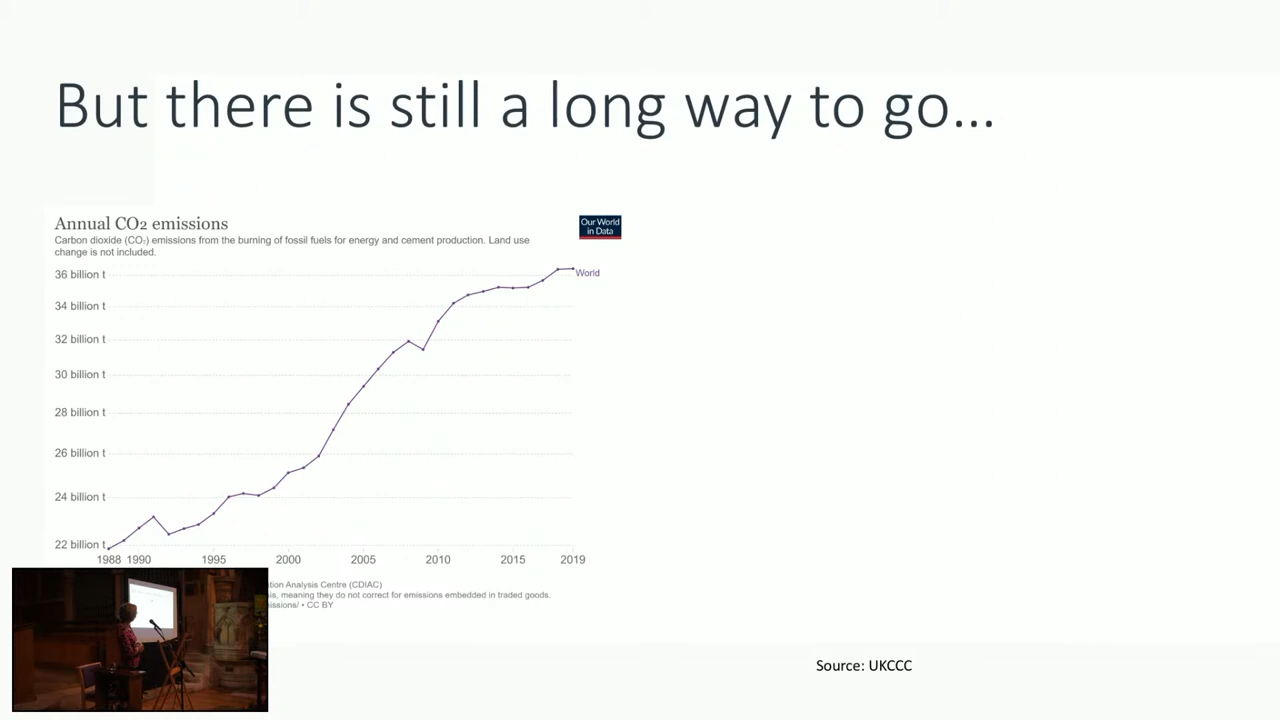 But there is still a long way to go...
Annual CO2 emissions
Our World
in Data
Carbon dioxide (CO₂) emissions from the burning of fossil fuels for energy and cement production. Land use
change is not included.
36 billion t
World
34 billion t
32 billion t
30 billion t
28 billion t
26 billion t
24 billion t
22 billion t
1988 1990 1995 2000 2005 2010 2015 2019
Analysis Centre (CDIAC)
meaning they do not correct for emissions embedded in traded goods.
• CC BY
Source: UKCCC